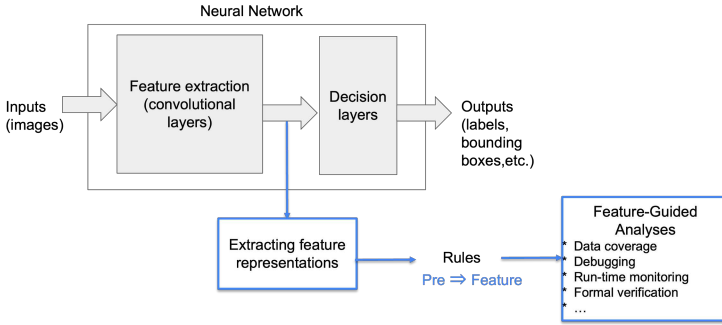 Neural Network
Inputs
(images)
Feature extraction
(convolutional
layers)
Decision
layers
Outputs
(labels,
bounding
boxes,etc.)
Extracting feature
representations
Rules
Pre ⇒ Feature
Feature-Guided
Analyses
* Data coverage
* Debugging
* Run-time monitoring
* Formal verification
* ...